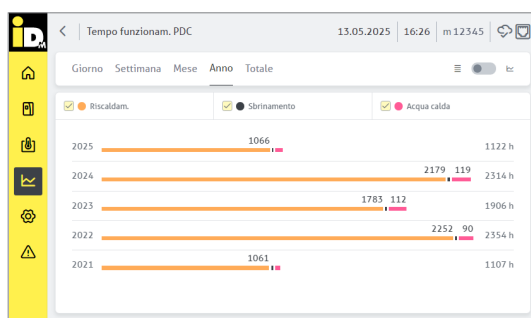 iDM
Tempo funzionam. PDC 13.05.2025 16:26 m12345
Giorno Settimana Mese Anno Totale
Riscaldam. Sbrinamento Acqua calda
2025 1066 1122 h
2024 2179 119 2314 h
2023 1783 112 1906 h
2022 2252 90 2354 h
2021 1061 1107 h